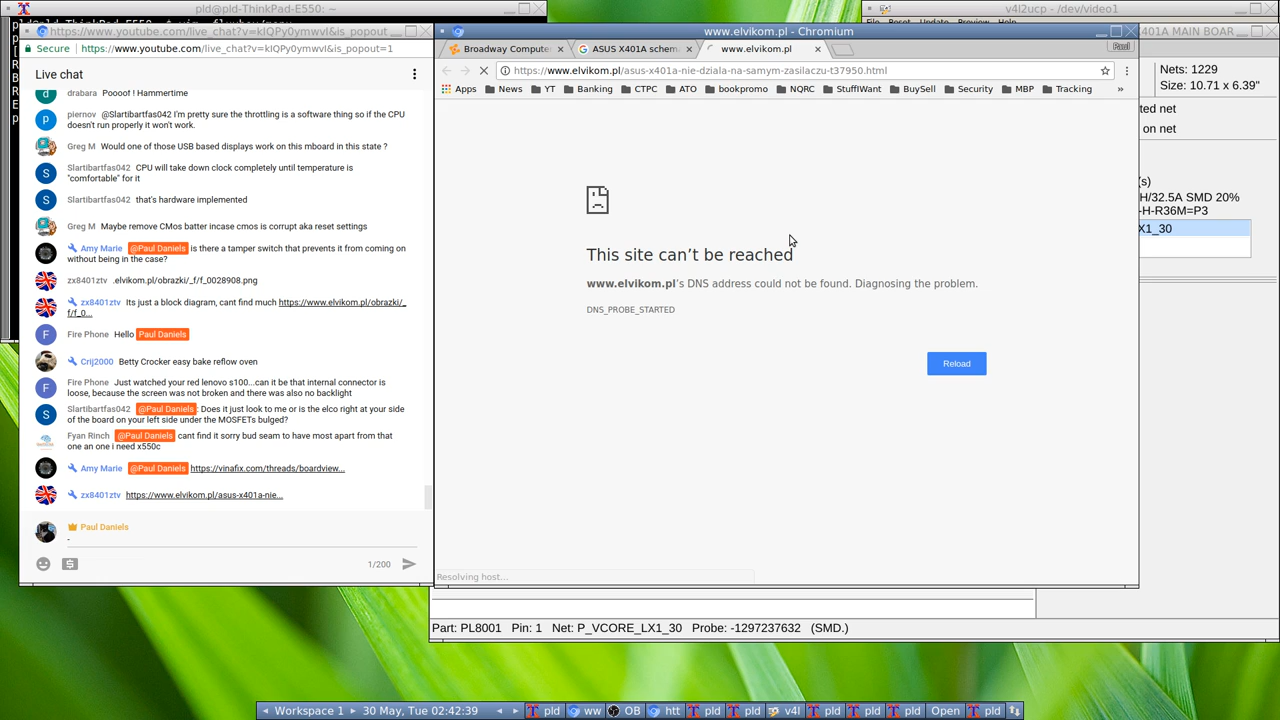 pld@pld-ThinkPad-E550: ~
v4l2ucp - /dev/video1
https://www.youtube.com/live_chat?v=kIQPy0ymwvI&is_popout
Secure https://www.youtube.com/live_chat?v=kIQPy0ymwvI&is_popout=1
Live chat
drabara Poooof ! Hammertime
piernov @Slartibartfas042 I'm pretty sure the throttling is a software thing so if the CPU
doesn't run properly it won't work.
Greg M Would one of those USB based displays work on this mboard in this state ?
Slartibartfas042 CPU will take down clock completely until temperature is
"comfortable" for it
Slartibartfas042 that's hardware implemented
Greg M Maybe remove CMos batter incase cmos is corrupt aka reset settings
Amy Marie @Paul Daniels is there a tamper switch that prevents it from coming on
without being in the case?
zx8401ztv .elvikom.pl/obrazki/_f/f_0028908.png
zx8401ztv Its just a block diagram, cant find much https://www.elvikom.pl/obrazki/_
f/f_0...
Fire Phone Hello Paul Daniels
Crij2000 Betty Crocker easy bake reflow oven
Fire Phone Just watched your red lenovo s100...can it be that internal connector is
loose, because the screen was not broken and there was also no backlight
Slartibartfas042 @Paul Daniels : Does it just look to me or is the elco right at your side
of the board on your left side under the MOSFETs bulged?
Fyan Rinch @Paul Daniels cant find it sorry bud seam to have most apart from that
one an one i need x550c
Amy Marie @Paul Daniels https://vinafix.com/threads/boardview...
zx8401ztv https://www.elvikom.pl/asus-x401a-nie...
Paul Daniels
-
1/200
www.elvikom.pl - Chromium
Broadway Compute
ASUS X401A schem
www.elvikom.pl
Paul
https://www.elvikom.pl/asus-x401a-nie-dziala-na-samym-zasilaczu-t37950.html
Apps News YT Banking CTPC ATO bookpromo NQRC StuffIWant BuySell Security MBP Tracking »
This site can't be reached
www.elvikom.pl's DNS address could not be found. Diagnosing the problem.
DNS_PROBE_STARTED
Reload
Resolving host...
401A MAIN BOAR
Nets: 1229
Size: 10.71 x 6.39"
ted net
on net
(s)
H/32.5A SMD 20%
-H-R36M=P3
X1_30
Part: PL8001 Pin: 1 Net: P_VCORE_LX1_30 Probe: -1297237632 (SMD.)
Workspace 1 30 May, Tue 02:42:39 pld ww OB htt pld pld v4l pld pld pld Open pld